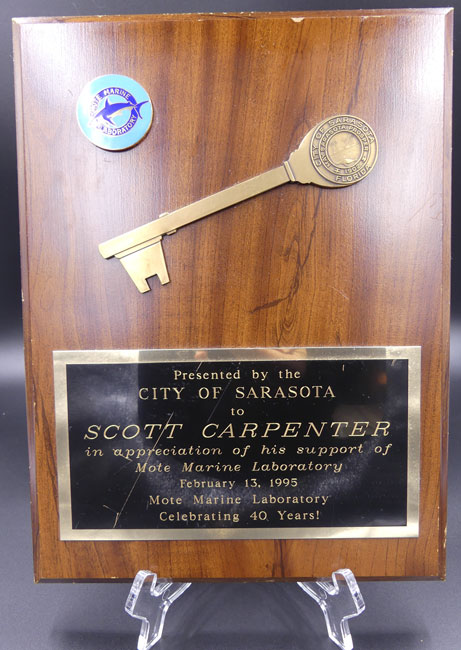 MOTE MARINE
LABORATORY
CITY OF SARASOTA
FLORIDA
Presented by the
CITY OF SARASOTA
to
SCOTT CARPENTER
in appreciation of his support of
Mote Marine Laboratory
February 13, 1995
Mote Marine Laboratory
Celebrating 40 Years!